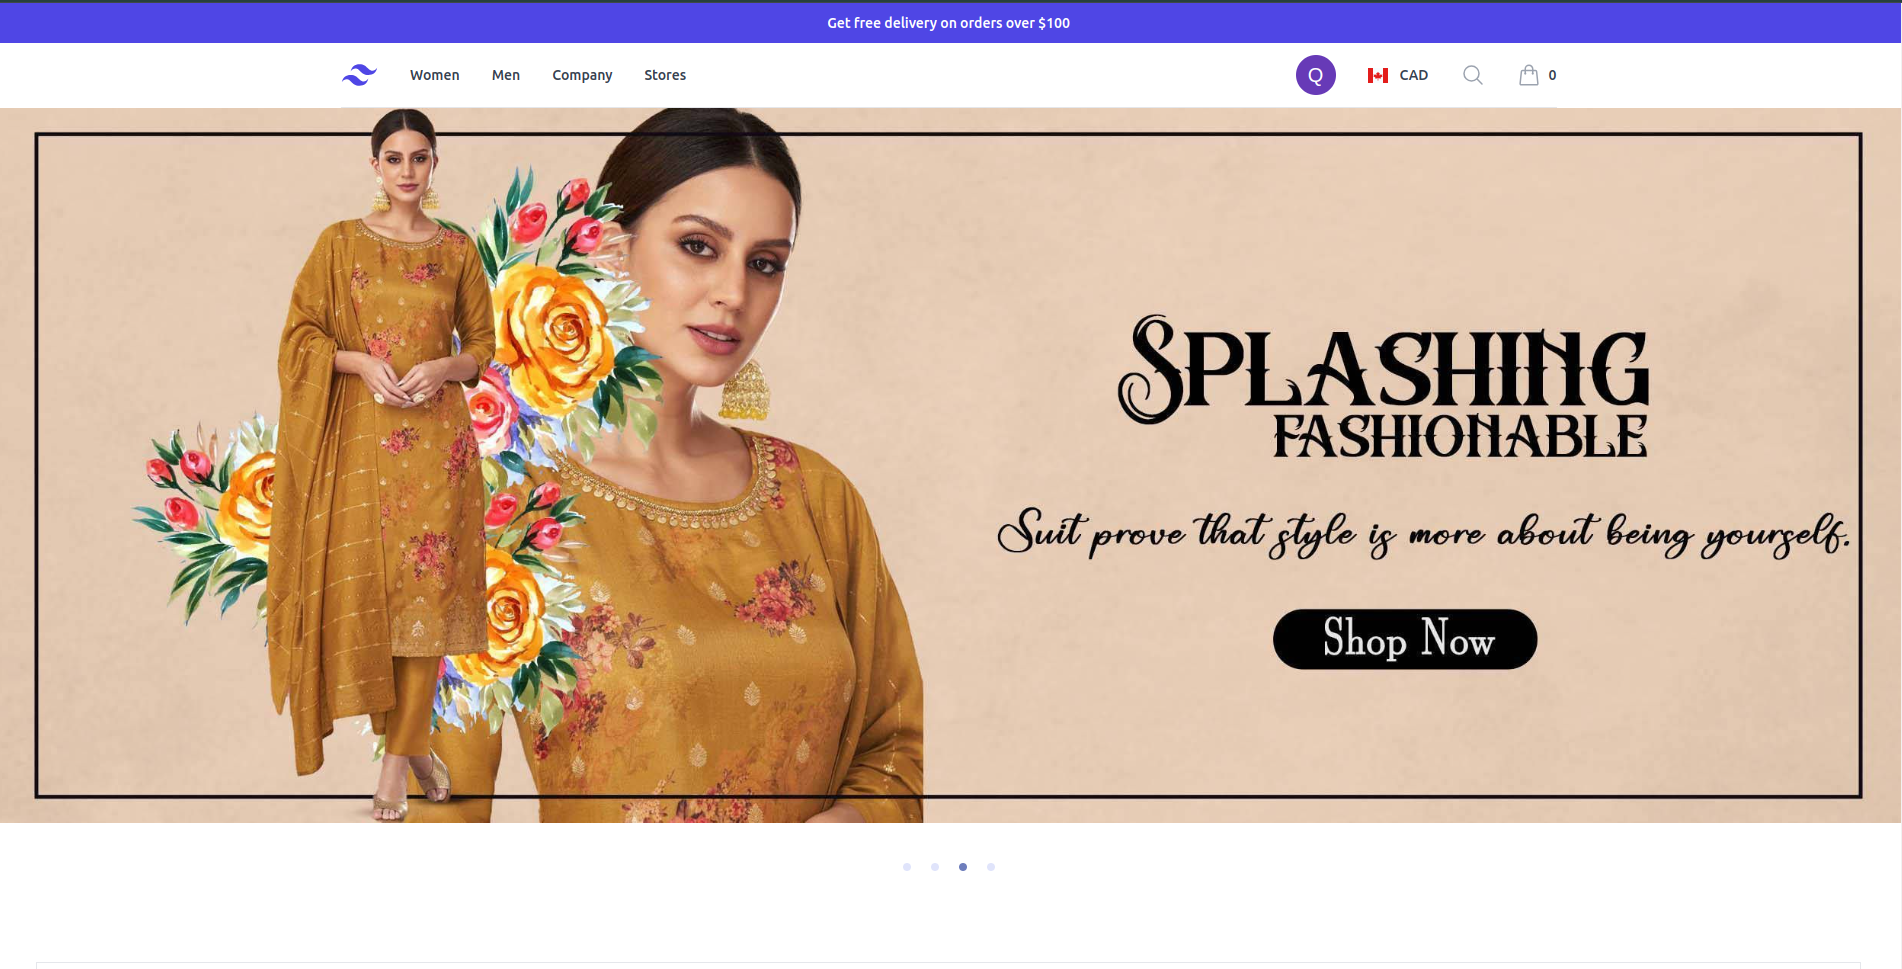 Get free delivery on orders over $100
Women Men Company Stores Q CAD 0
SPLASHING
FASHIONABLE
Suit prove that style is more about being yourself.
Shop Now